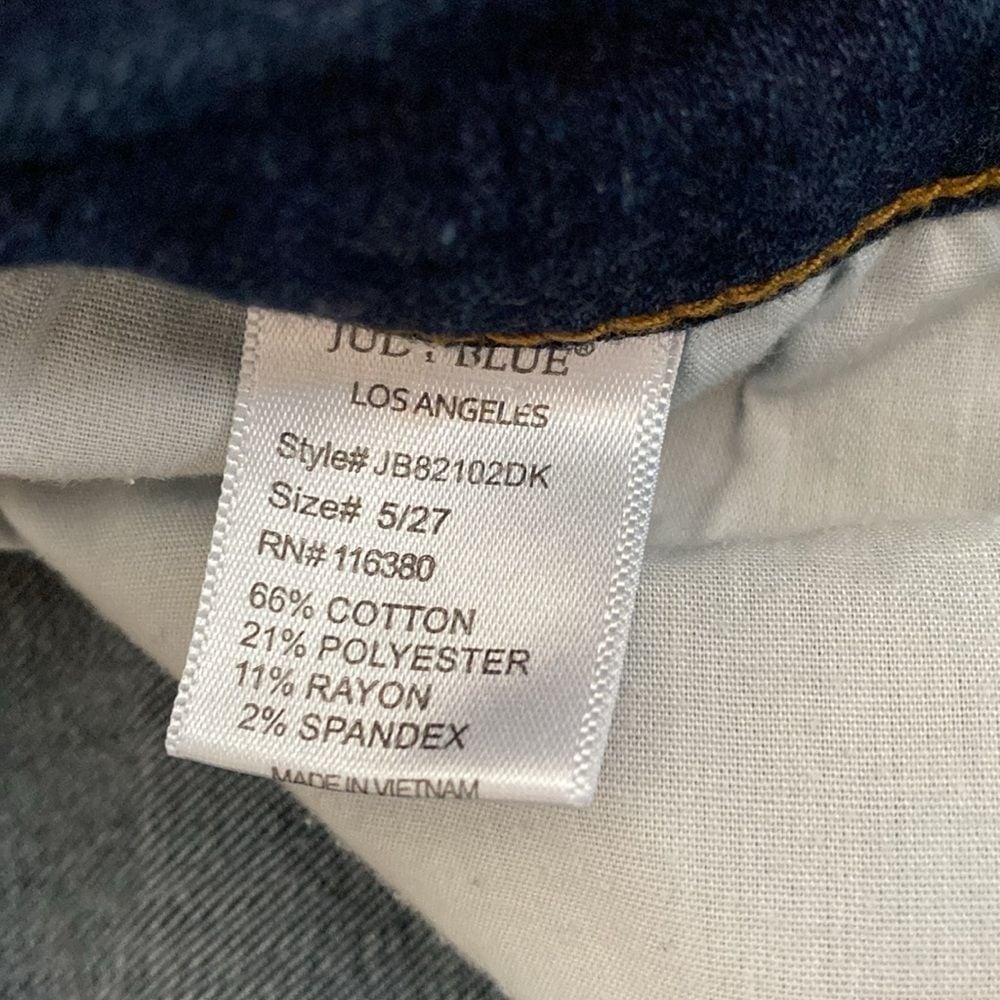 JUDY BLUE®
LOS ANGELES
Style# JB82102DK
Size# 5/27
RN# 116380
66% COTTON
21% POLYESTER
11% RAYON
2% SPANDEX
MADE IN VIETNAM